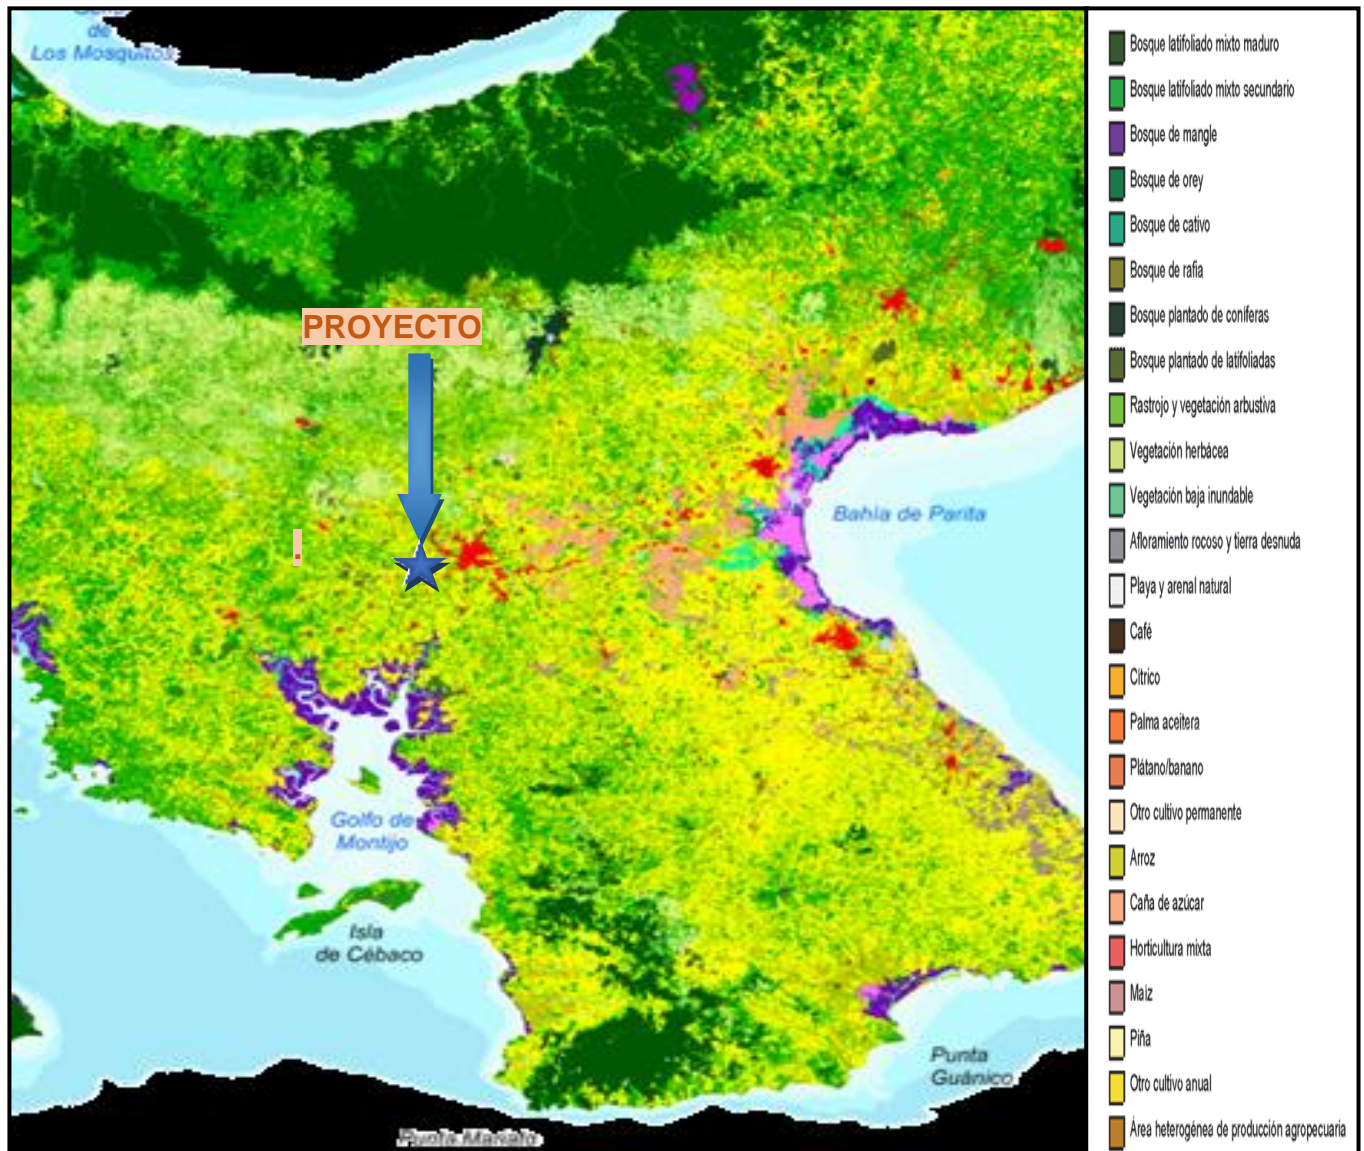 de
Los Mosquitos
PROYECTO
Bahía de Parita
Golfo de
Montijo
Isla
de Cébaco
Punta
Guánico
Punta Mariato
Bosque latifoliado mixto maduro
Bosque latifoliado mixto secundario
Bosque de mangle
Bosque de orey
Bosque de cativo
Bosque de rafia
Bosque plantado de coníferas
Bosque plantado de latifoliadas
Rastrojo y vegetación arbustiva
Vegetación herbácea
Vegetación baja inundable
Afloramiento rocoso y tierra desnuda
Playa y arenal natural
Café
Cítrico
Palma aceitera
Plátano/banano
Otro cultivo permanente
Arroz
Caña de azúcar
Horticultura mixta
Maíz
Piña
Otro cultivo anual
Área heterogénea de producción agropecuaria